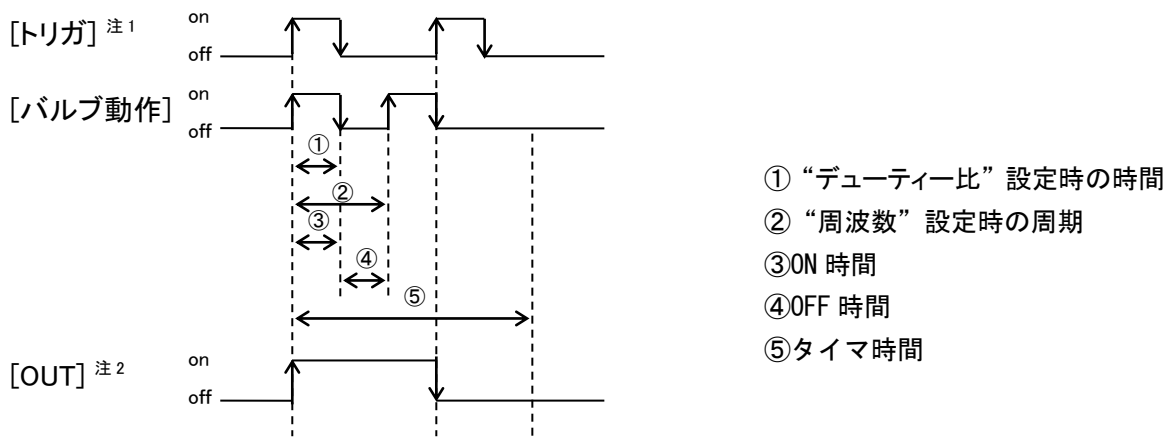 [トリガ] 注1
on
off
[バルブ動作]
on
off
①
②
③
④
⑤
[OUT] 注2
on
off
① “デューティー比” 設定時の時間
② “周波数” 設定時の周期
③ON 時間
④OFF 時間
⑤タイマ時間